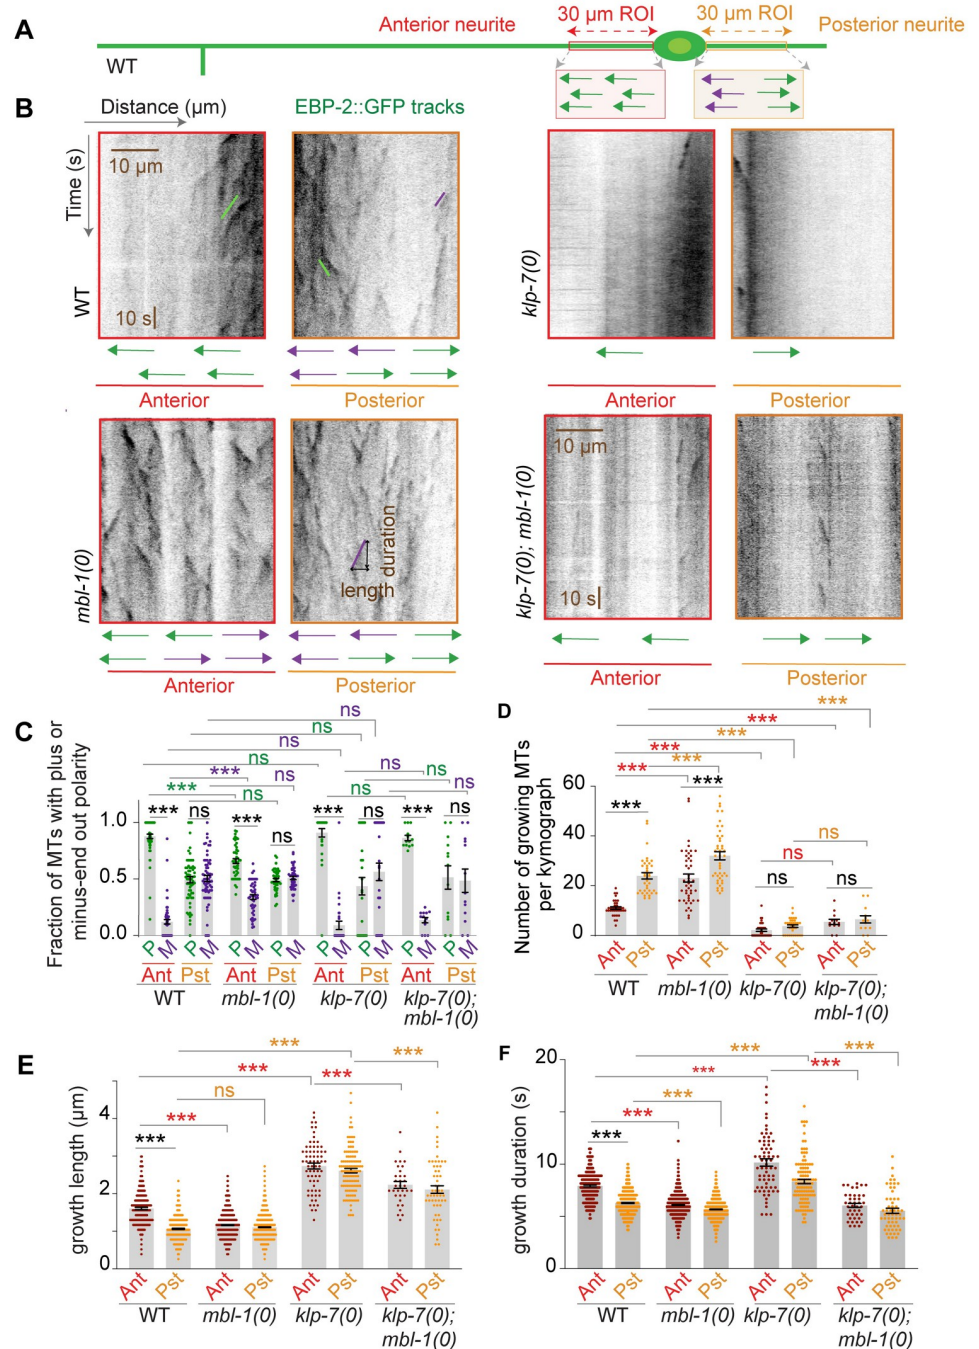 A
Anterior neurite
30 µm ROI
30 µm ROI
Posterior neurite
WT
B
Distance (µm)
EBP-2::GFP tracks
Time (s)
10 µm
10 s
WT
klp-7(0)
Anterior
Posterior
Anterior
Posterior
mbl-1(0)
duration
length
klp-7(0); mbl-1(0)
10 µm
10 s
Anterior
Posterior
Anterior
Posterior
C
Fraction of MTs with plus or
minus-end out polarity
ns
ns
ns
ns
ns
*** ns ns
*** ns
*** ns *** ns *** ns *** ns
1.0
0.5
0.0
P M P M P M P M P M P M P M P M
Ant Pst Ant Pst Ant Pst Ant Pst
WT mbl-1(0) klp-7(0) klp-7(0);
mbl-1(0)
D
Number of growing MTs
per kymograph
***
***
***
*** ***
*** ***
*** ns
ns
ns ns
60
40
20
0
Ant Pst Ant Pst Ant Pst Ant Pst
WT mbl-1(0) klp-7(0) klp-7(0);
mbl-1(0)
E
growth length (µm)
*** ***
*** ***
ns
***
***
4
2
0
Ant Pst Ant Pst Ant Pst Ant Pst
WT mbl-1(0) klp-7(0) klp-7(0);
mbl-1(0)
F
growth duration (s)
*** ***
*** ***
***
***
***
20
10
0
Ant Pst Ant Pst Ant Pst Ant Pst
WT mbl-1(0) klp-7(0) klp-7(0);
mbl-1(0)